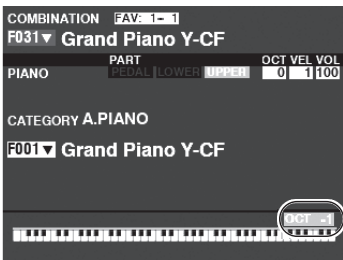 COMBINATION FAV: 1- 1
F031▼ Grand Piano Y-CF
PART OCT VEL VOL
PIANO PEDAL LOWER UPPER 0 1 100
CATEGORY A.PIANO
F001▼ Grand Piano Y-CF
OCT -1